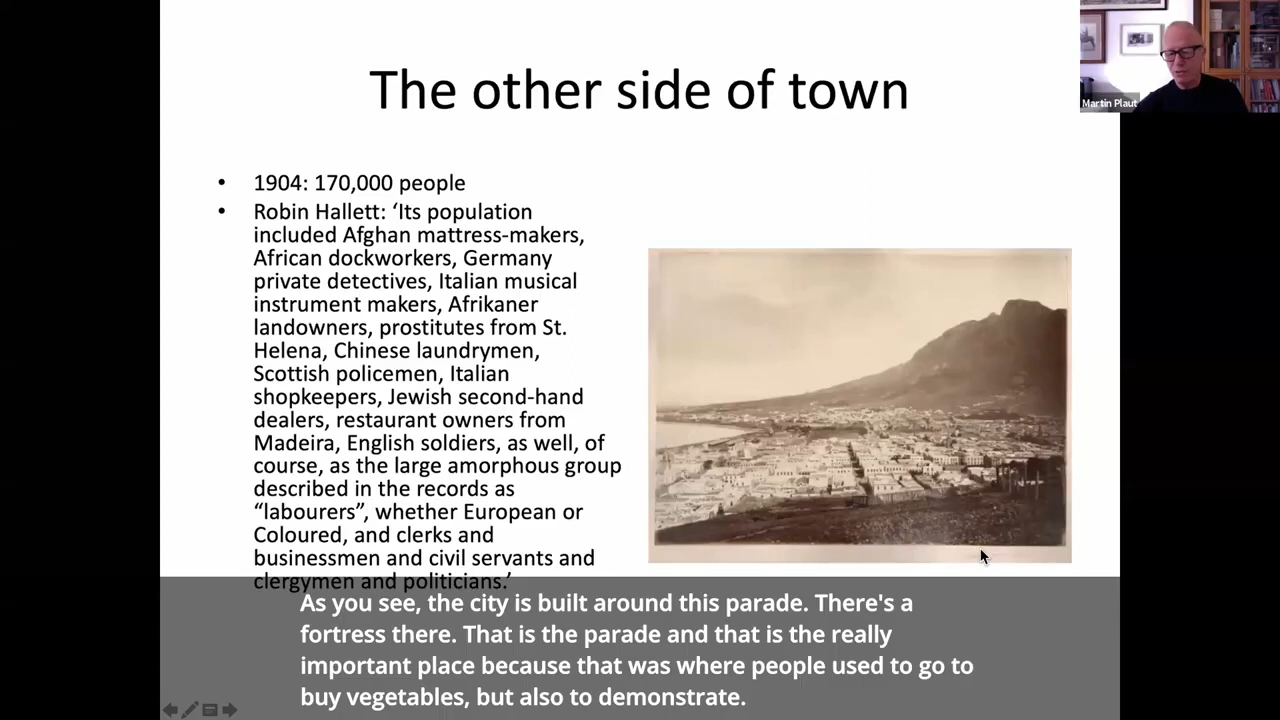 The other side of town
Martin Plaut
• 1904: 170,000 people
• Robin Hallett: ‘Its population
included Afghan mattress-makers,
African dockworkers, Germany
private detectives, Italian musical
instrument makers, Afrikaner
landowners, prostitutes from St.
Helena, Chinese laundrymen,
Scottish policemen, Italian
shopkeepers, Jewish second-hand
dealers, restaurant owners from
Madeira, English soldiers, as well, of
course, as the large amorphous group
described in the records as
“labourers”, whether European or
Coloured, and clerks and
businessmen and civil servants and
clergymen and politicians.’
As you see, the city is built around this parade. There's a
fortress there. That is the parade and that is the really
important place because that was where people used to go to
buy vegetables, but also to demonstrate.